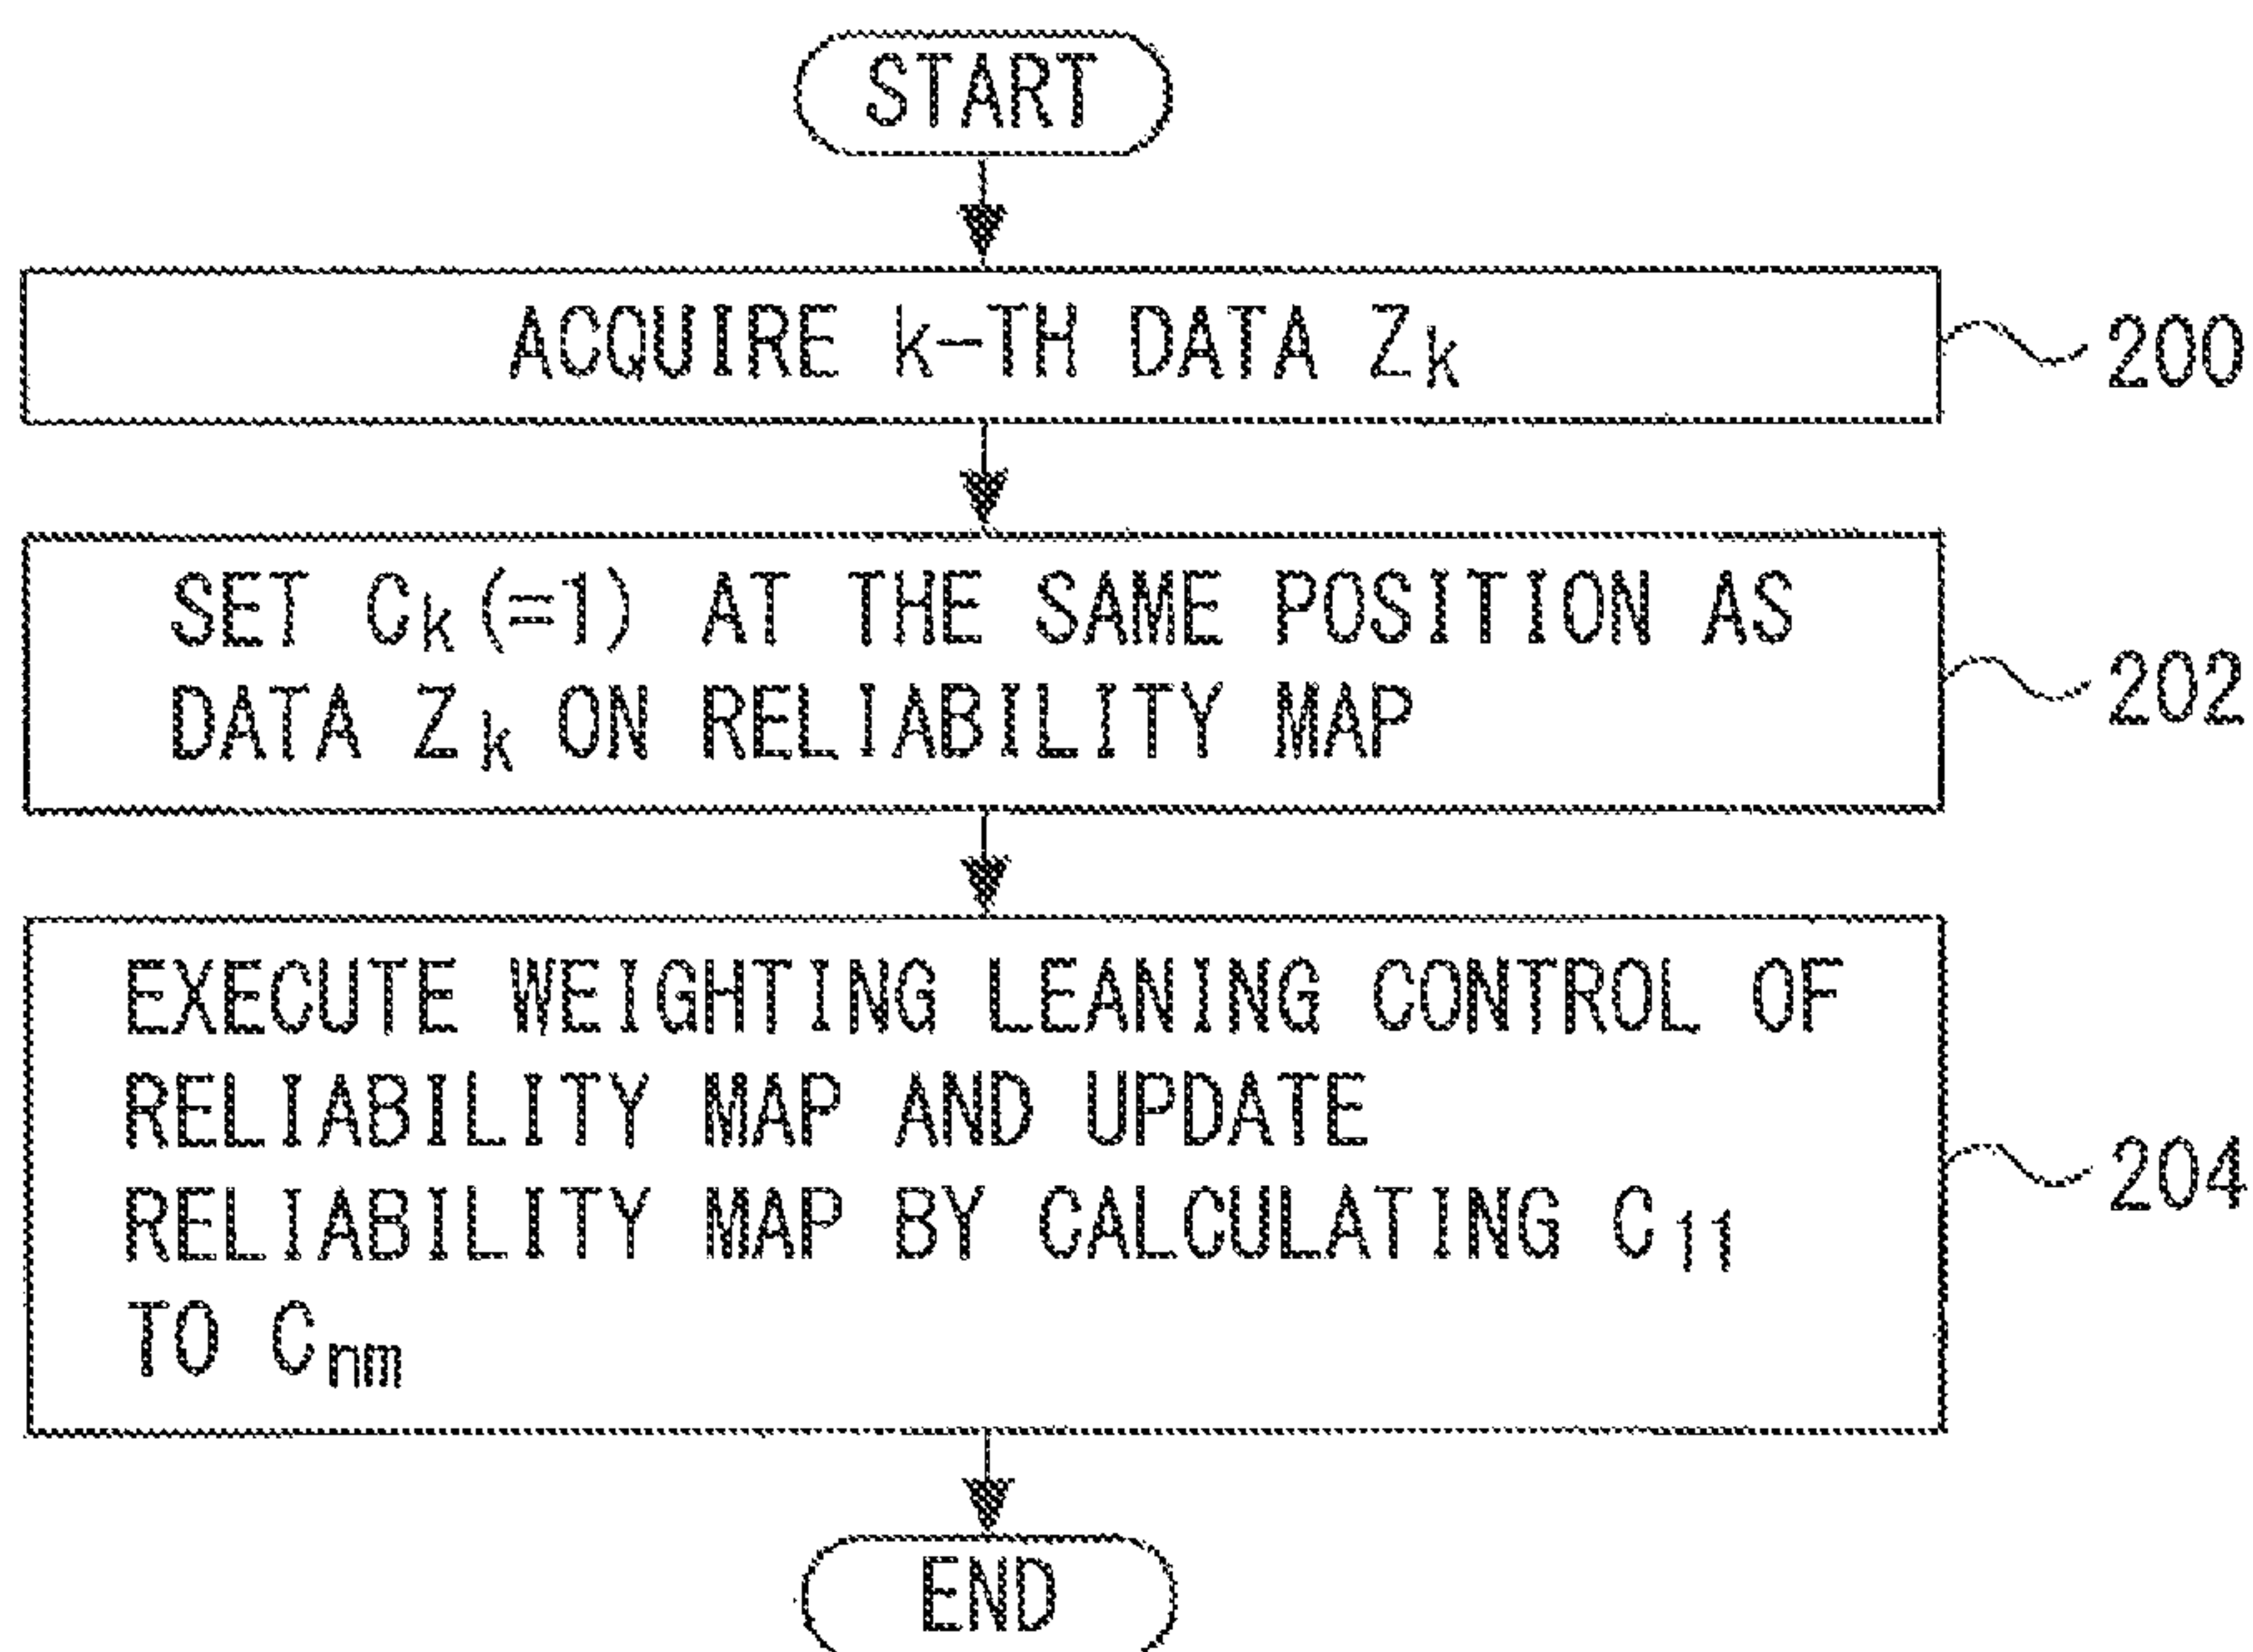 START
ACQUIRE k-TH DATA Zk
200
SET Ck(=1) AT THE SAME POSITION AS
DATA Zk ON RELIABILITY MAP
202
EXECUTE WEIGHTING LEANING CONTROL OF
RELIABILITY MAP AND UPDATE
RELIABILITY MAP BY CALCULATING C11
TO Cnm
204
END